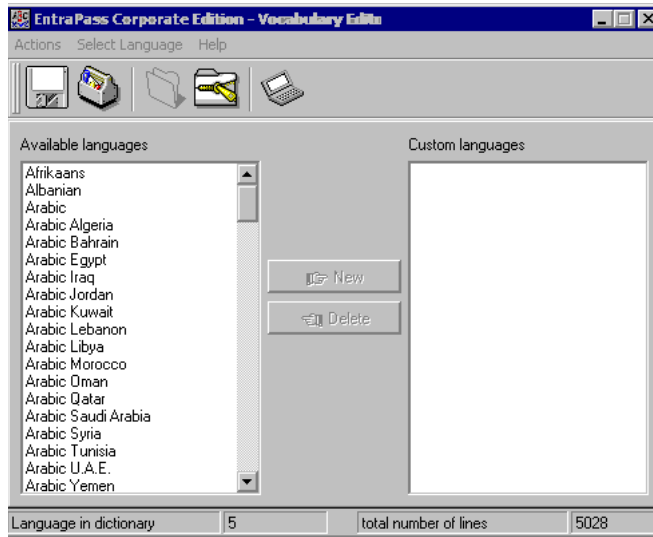 EntraPass Corporate Edition - Vocabulary Edito
Actions Select Language Help
Available languages
Custom languages
Afrikaans
Albanian
Arabic
Arabic Algeria
Arabic Bahrain
Arabic Egypt
Arabic Iraq
Arabic Jordan
Arabic Kuwait
Arabic Lebanon
Arabic Libya
Arabic Morocco
Arabic Oman
Arabic Qatar
Arabic Saudi Arabia
Arabic Syria
Arabic Tunisia
Arabic U.A.E.
Arabic Yemen
New
Delete
Language in dictionary 5 total number of lines 5028